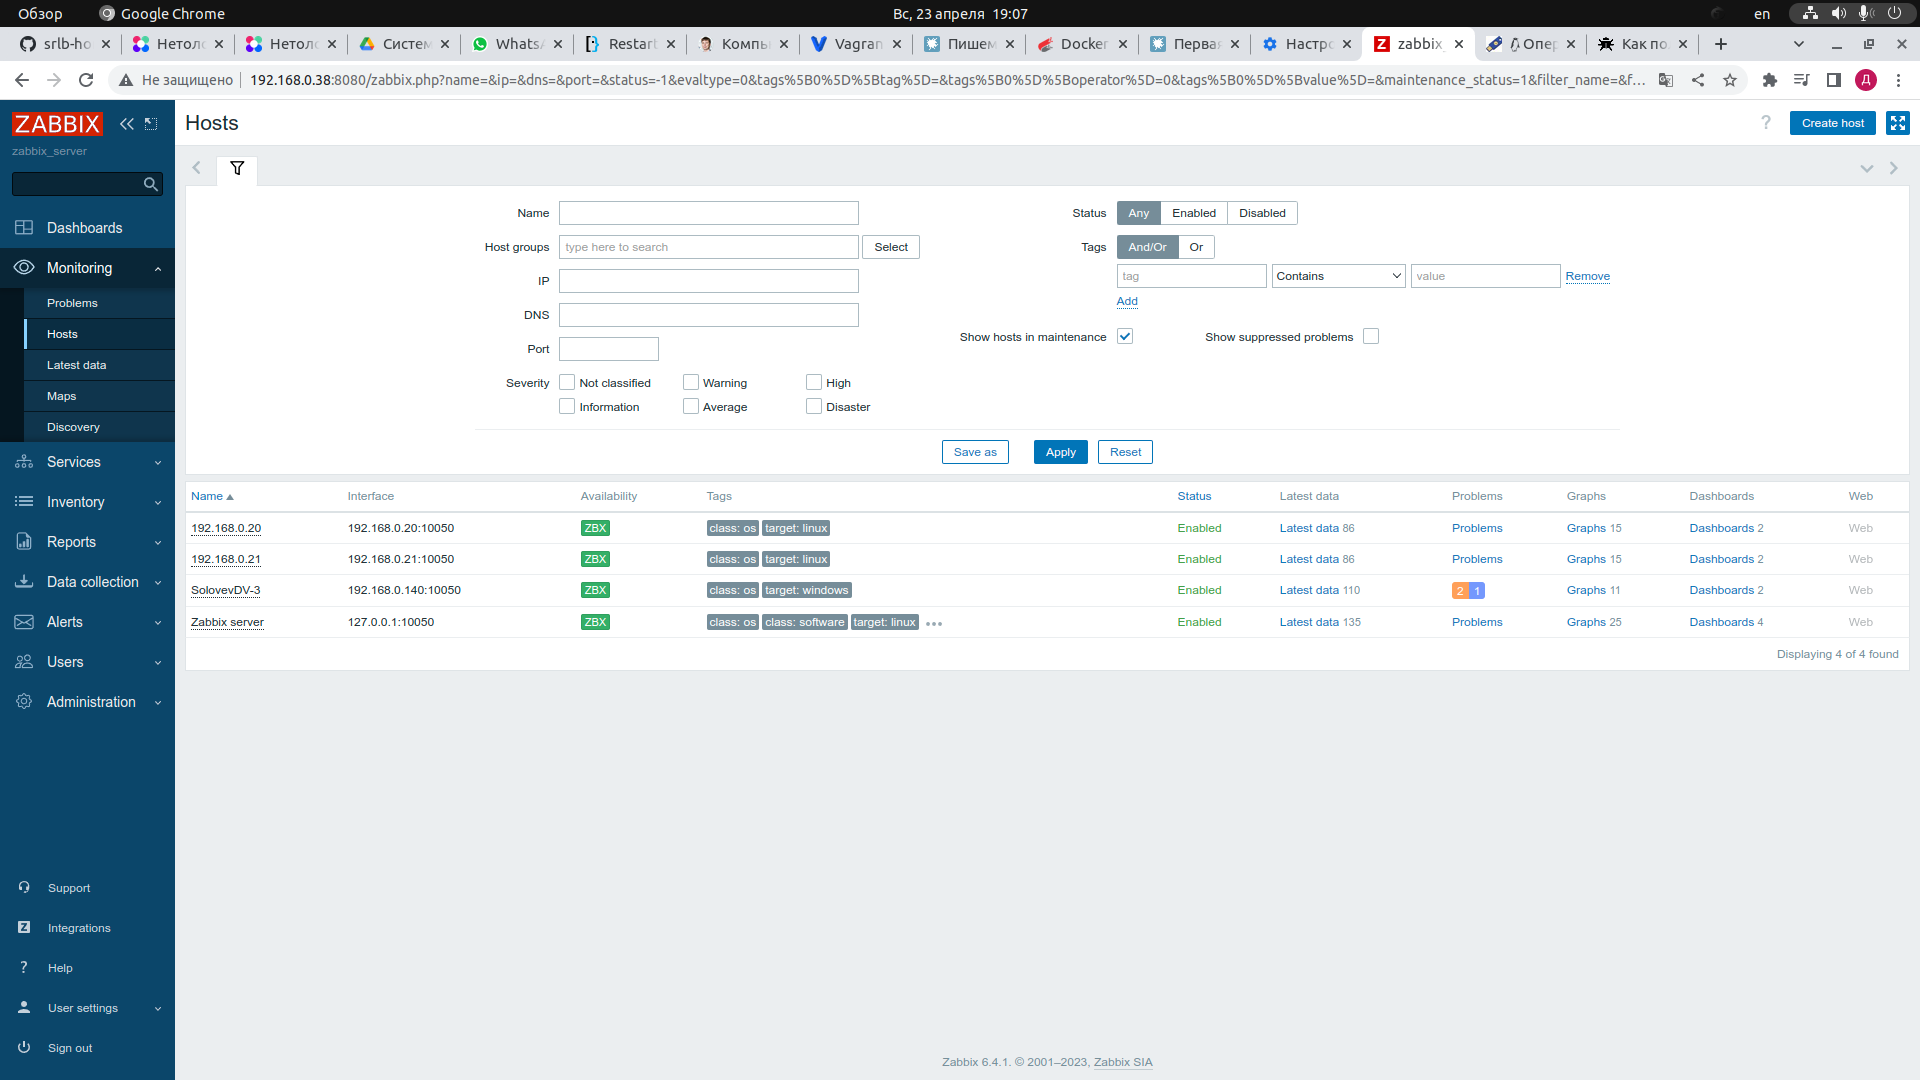 Обзор Google Chrome Вс, 23 апреля 19:07 en
srlb-ho Нетоло Нетоло Систем WhatsA Restart Компь Vagran Пишем Docker Перва Настро zabbix_ Опер Как по
Не защищено 192.168.0.38:8080/zabbix.php?name=&ip=&dns=&port=&status=-1&evaltype=0&tags%5B0%5D%5Btag%5D=&tags%5B0%5D%5Boperator%5D=0&tags%5B0%5D%5Bvalue%5D=&maintenance_status=1&filter_name=&f... Д
ZABBIX
zabbix_server
Dashboards
Monitoring
Problems
Hosts
Latest data
Maps
Discovery
Services
Inventory
Reports
Data collection
Alerts
Users
Administration
Support
Integrations
Help
User settings
Sign out
Hosts
? Create host
Name
Host groups type here to search Select
IP
DNS
Port
Severity Not classified Warning High
Information Average Disaster
Status Any Enabled Disabled
Tags And/Or Or
tag Contains value Remove
Add
Show hosts in maintenance Show suppressed problems
Save as Apply Reset
Name Interface Availability Tags Status Latest data Problems Graphs Dashboards Web
192.168.0.20 192.168.0.20:10050 ZBX class: os target: linux Enabled Latest data 86 Problems Graphs 15 Dashboards 2 Web
192.168.0.21 192.168.0.21:10050 ZBX class: os target: linux Enabled Latest data 86 Problems Graphs 15 Dashboards 2 Web
SolovevDV-3 192.168.0.140:10050 ZBX class: os target: windows Enabled Latest data 110 2 1 Graphs 11 Dashboards 2 Web
Zabbix server 127.0.0.1:10050 ZBX class: os class: software target: linux ••• Enabled Latest data 135 Problems Graphs 25 Dashboards 4 Web
Displaying 4 of 4 found
Zabbix 6.4.1. © 2001–2023, Zabbix SIA